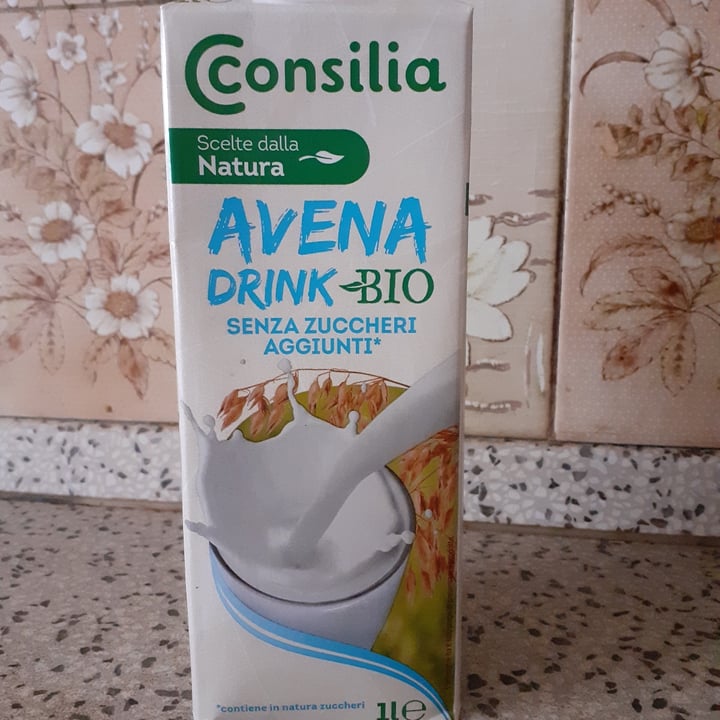 Consilia
Scelte dalla
Natura
AVENA
DRINK BIO
SENZA ZUCCHERI
AGGIUNTI*
*contiene in natura zuccheri
1l e